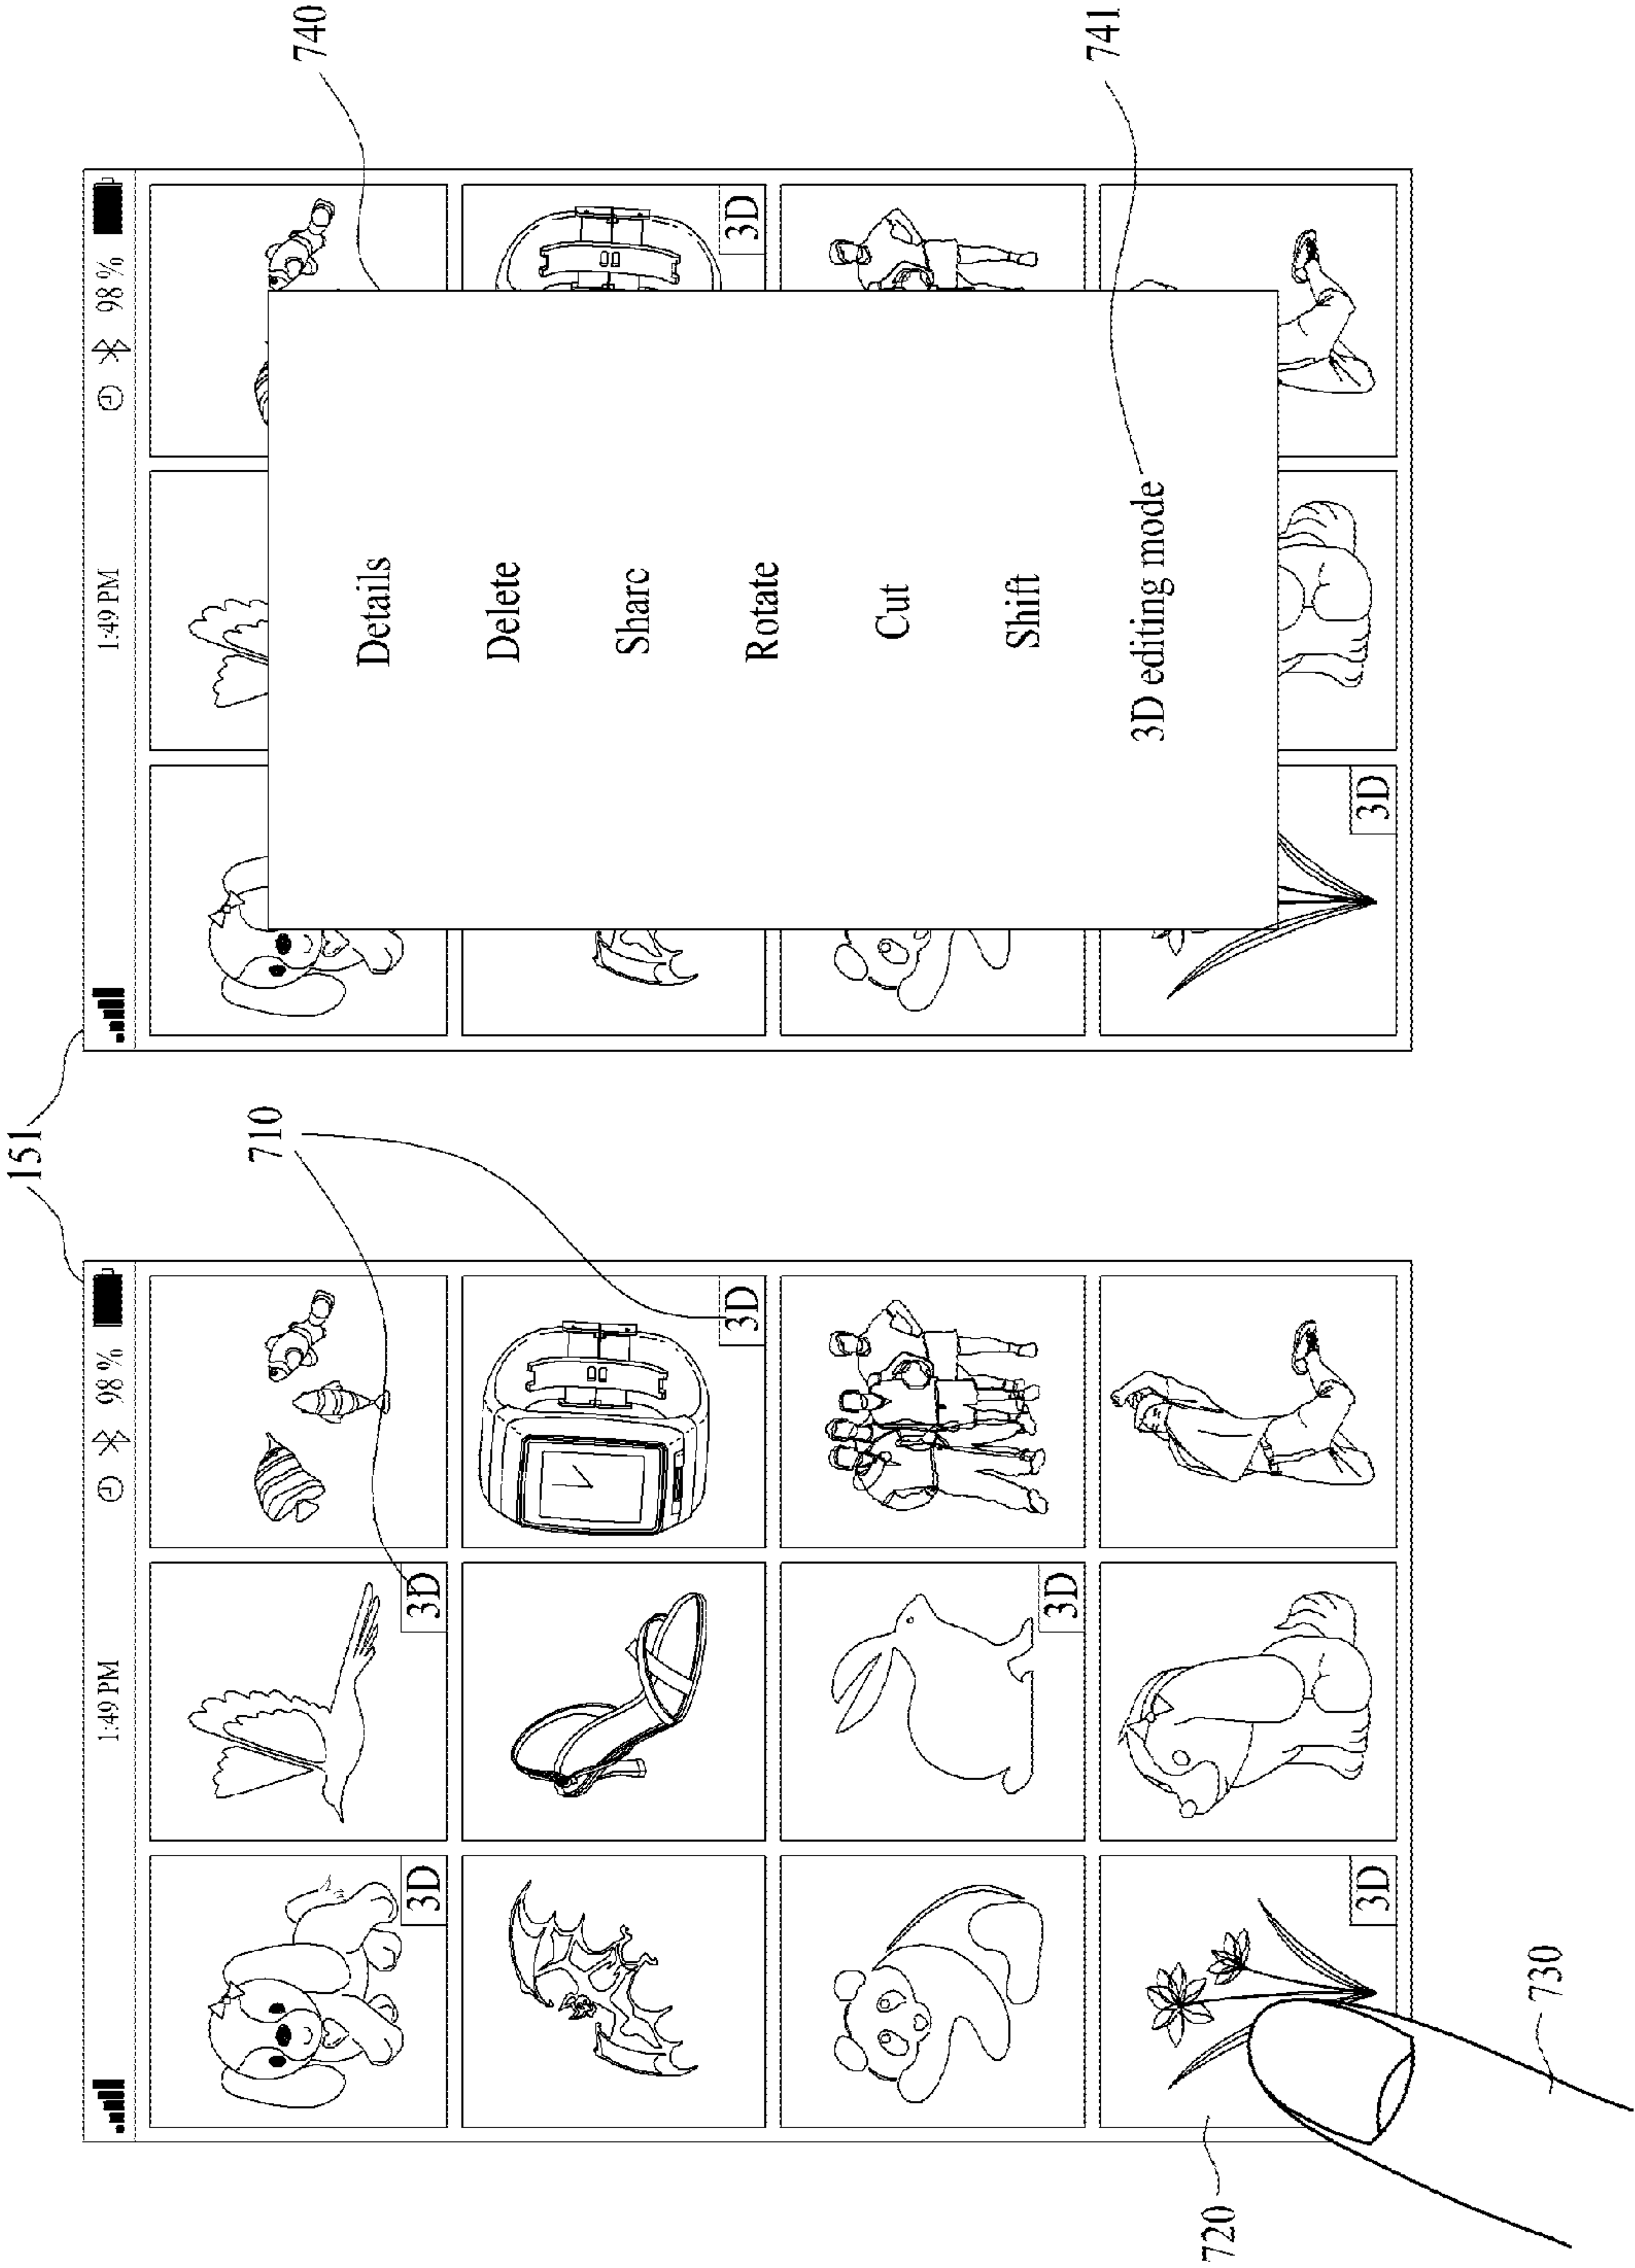 151
1:49 PM 98 %
710
3D 3D
3D
3D
3D
720
730
1:49 PM 98 %
740
Details
Delete
Sharc
Rotate
Cut
Shift
3D editing mode
741
3D
3D